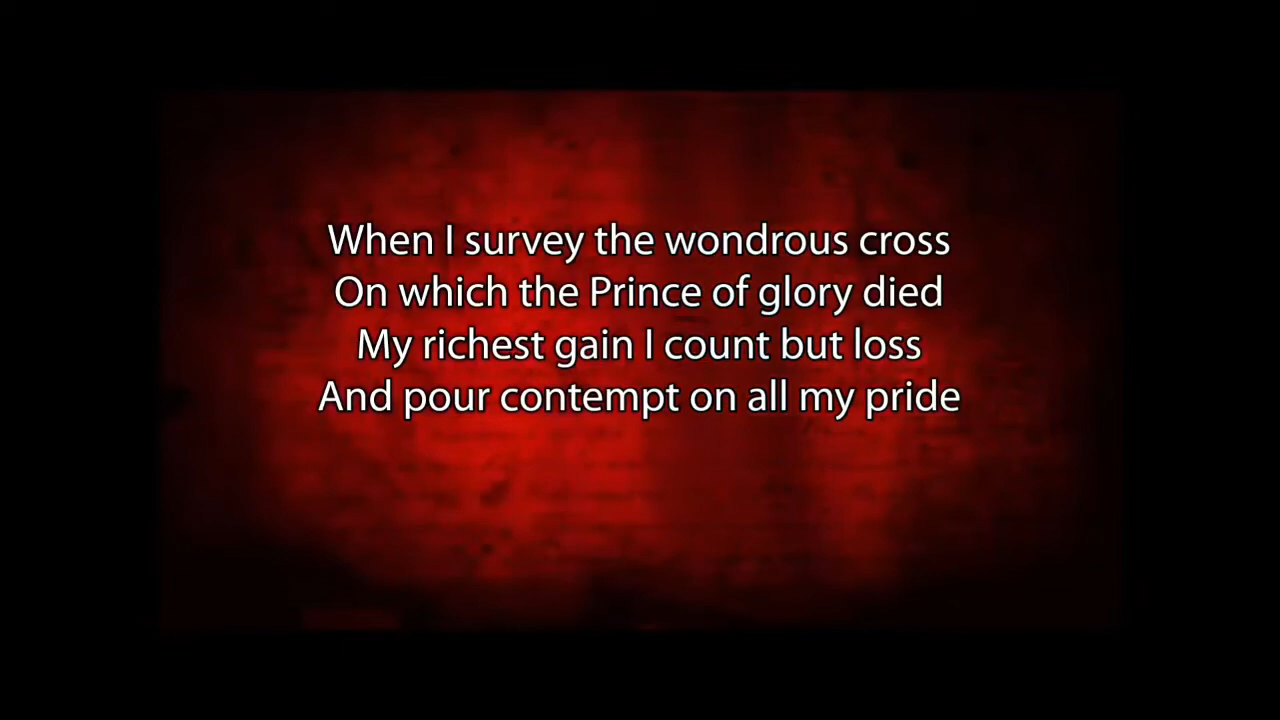 When I survey the wondrous cross
On which the Prince of glory died
My richest gain I count but loss
And pour contempt on all my pride